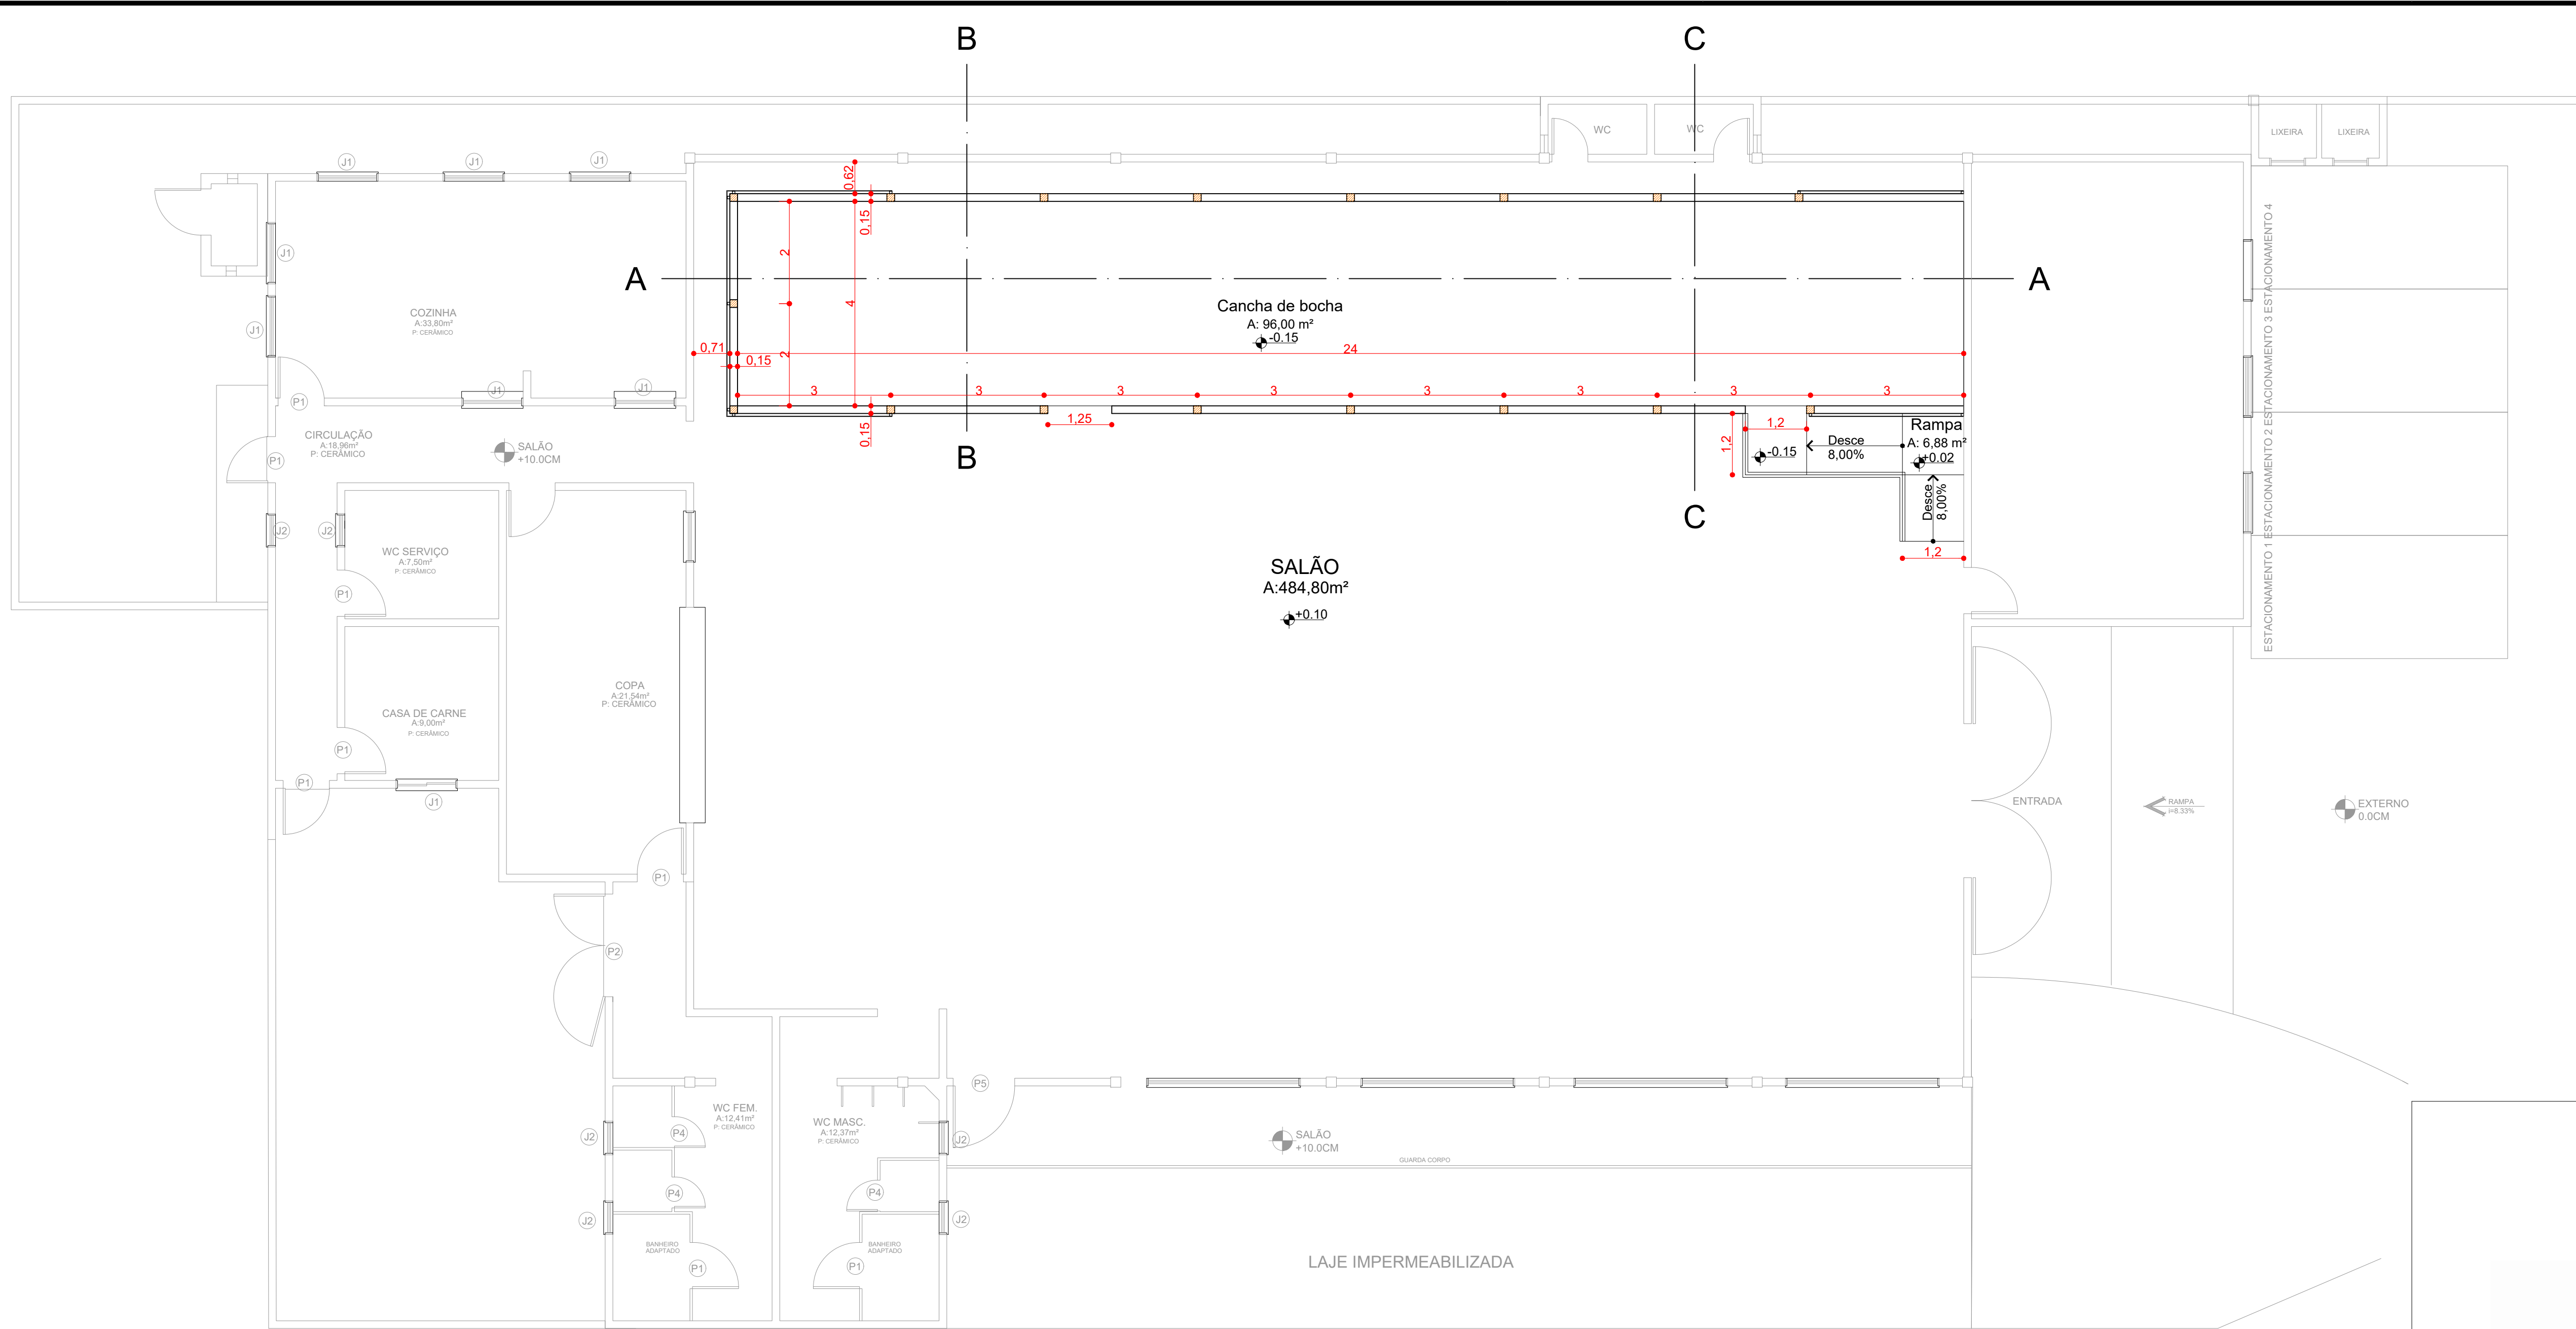 B
C
WC
WC
LIXEIRA
LIXEIRA
J1
J1
J1
0,62
0,15
J1
2
4
ESTACIONAMENTO 1 ESTACIONAMENTO 2 ESTACIONAMENTO 3 ESTACIONAMENTO 4
A
A
COZINHA
A:33,80m²
P: CERÂMICO
Cancha de bocha
A: 96,00 m²
-0.15
J1
0,71
0,15
2
24
J1
J1
3
3
3
3
3
3
3
3
P1
1,25
0,15
1,2
1,2
Rampa
A: 6,88 m²
+0.02
Desce
8,00%
-0.15
CIRCULAÇÃO
A:18,96m²
P: CERÂMICO
SALÃO
+10.0CM
P1
B
C
Desce
8,00%
1,2
J2
J2
WC SERVIÇO
A:7,50m²
P: CERÂMICO
P1
SALÃO
A:484,80m²
+0.10
COPA
A:21,54m²
P: CERÂMICO
CASA DE CARNE
A:9,00m²
P: CERÂMICO
P1
P1
J1
ENTRADA
RAMPA
i=8.33%
EXTERNO
0.0CM
P1
P2
P5
WC FEM.
A:12,41m²
P: CERÂMICO
WC MASC.
A:12,37m²
P: CERÂMICO
J2
P4
J2
SALÃO
+10.0CM
GUARDA CORPO
P4
P4
J2
J2
BANHEIRO
ADAPTADO
BANHEIRO
ADAPTADO
P1
P1
LAJE IMPERMEABILIZADA